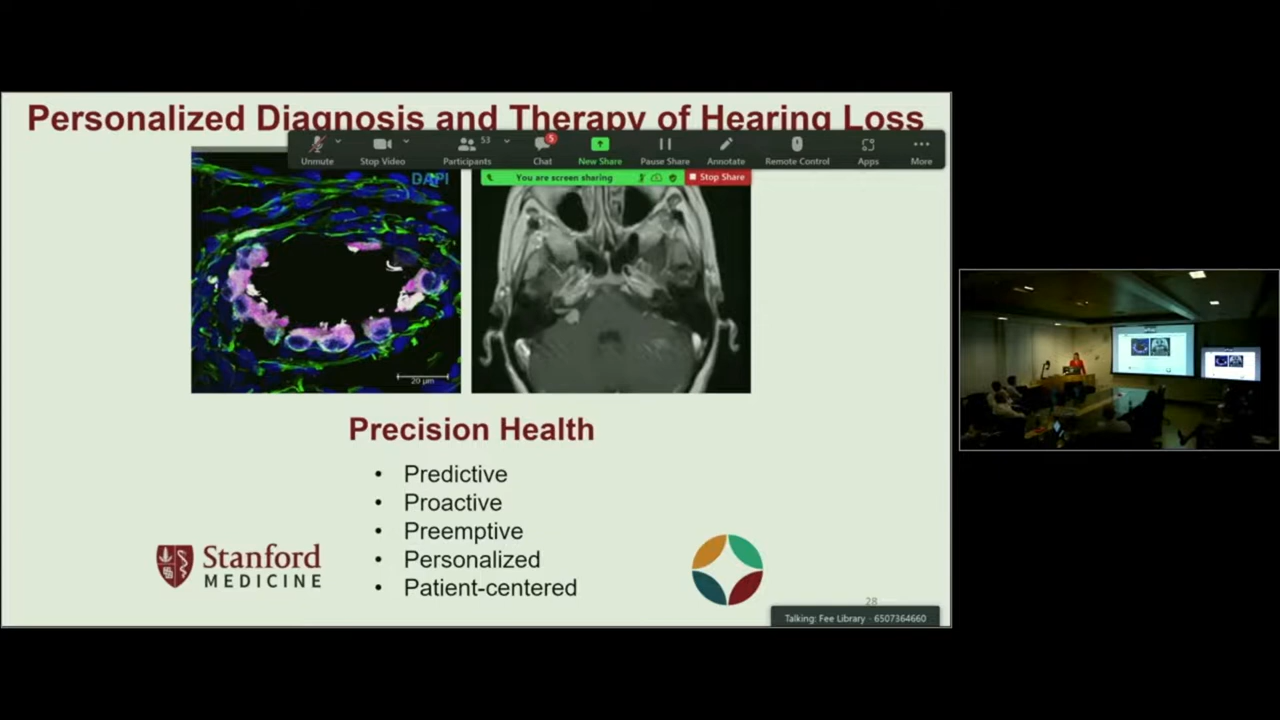 Personalized Diagnosis and Therapy of Hearing Loss
Unmute
Stop Video
53
Participants
5
Chat
New Share
Pause Share
Annotate
Remote Control
Apps
More
You are screen sharing
Stop Share
DAPI
20 µm
Precision Health
• Predictive
• Proactive
• Preemptive
• Personalized
• Patient-centered
Stanford
MEDICINE
28
Talking: Fee Library - 6507364660